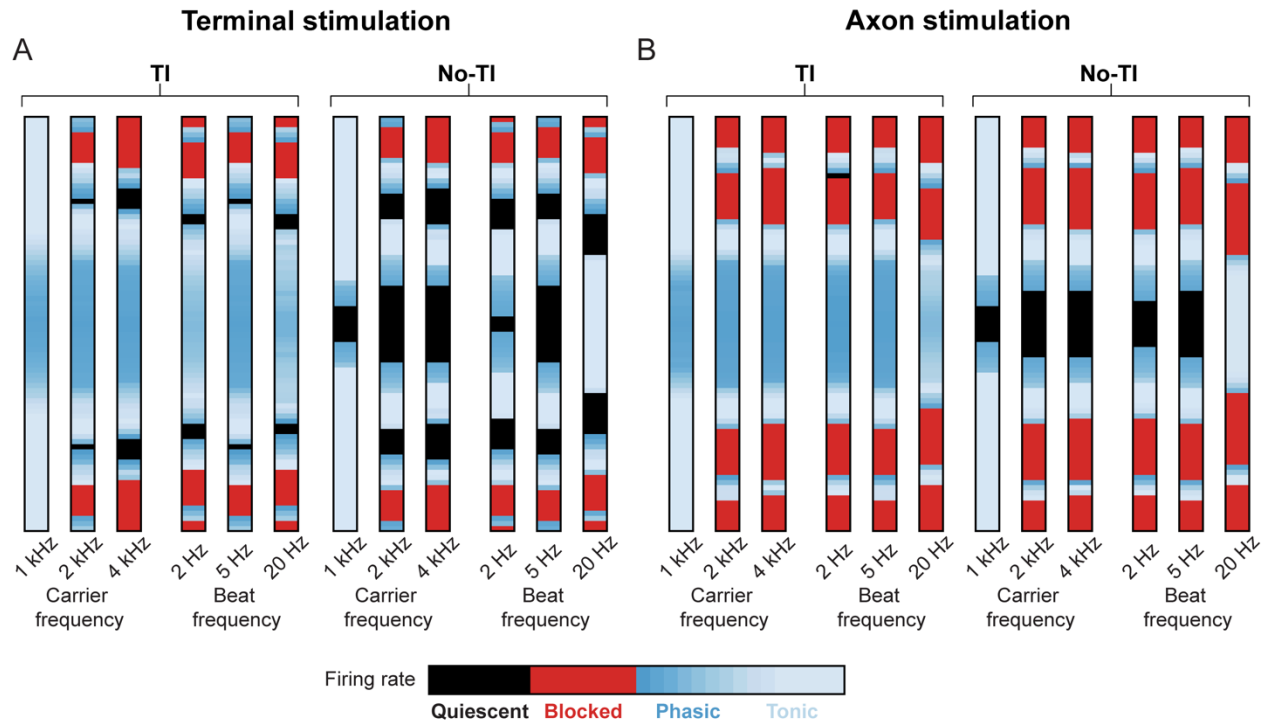 Terminal stimulation
Axon stimulation
A
B
TI
No-TI
TI
No-TI
1 kHz
2 kHz
4 kHz
2 Hz
5 Hz
20 Hz
1 kHz
2 kHz
4 kHz
2 Hz
5 Hz
20 Hz
1 kHz
2 kHz
4 kHz
2 Hz
5 Hz
20 Hz
1 kHz
2 kHz
4 kHz
2 Hz
5 Hz
20 Hz
Carrier
frequency
Beat
frequency
Carrier
frequency
Beat
frequency
Carrier
frequency
Beat
frequency
Carrier
frequency
Beat
frequency
Firing rate
Quiescent Blocked Phasic Tonic